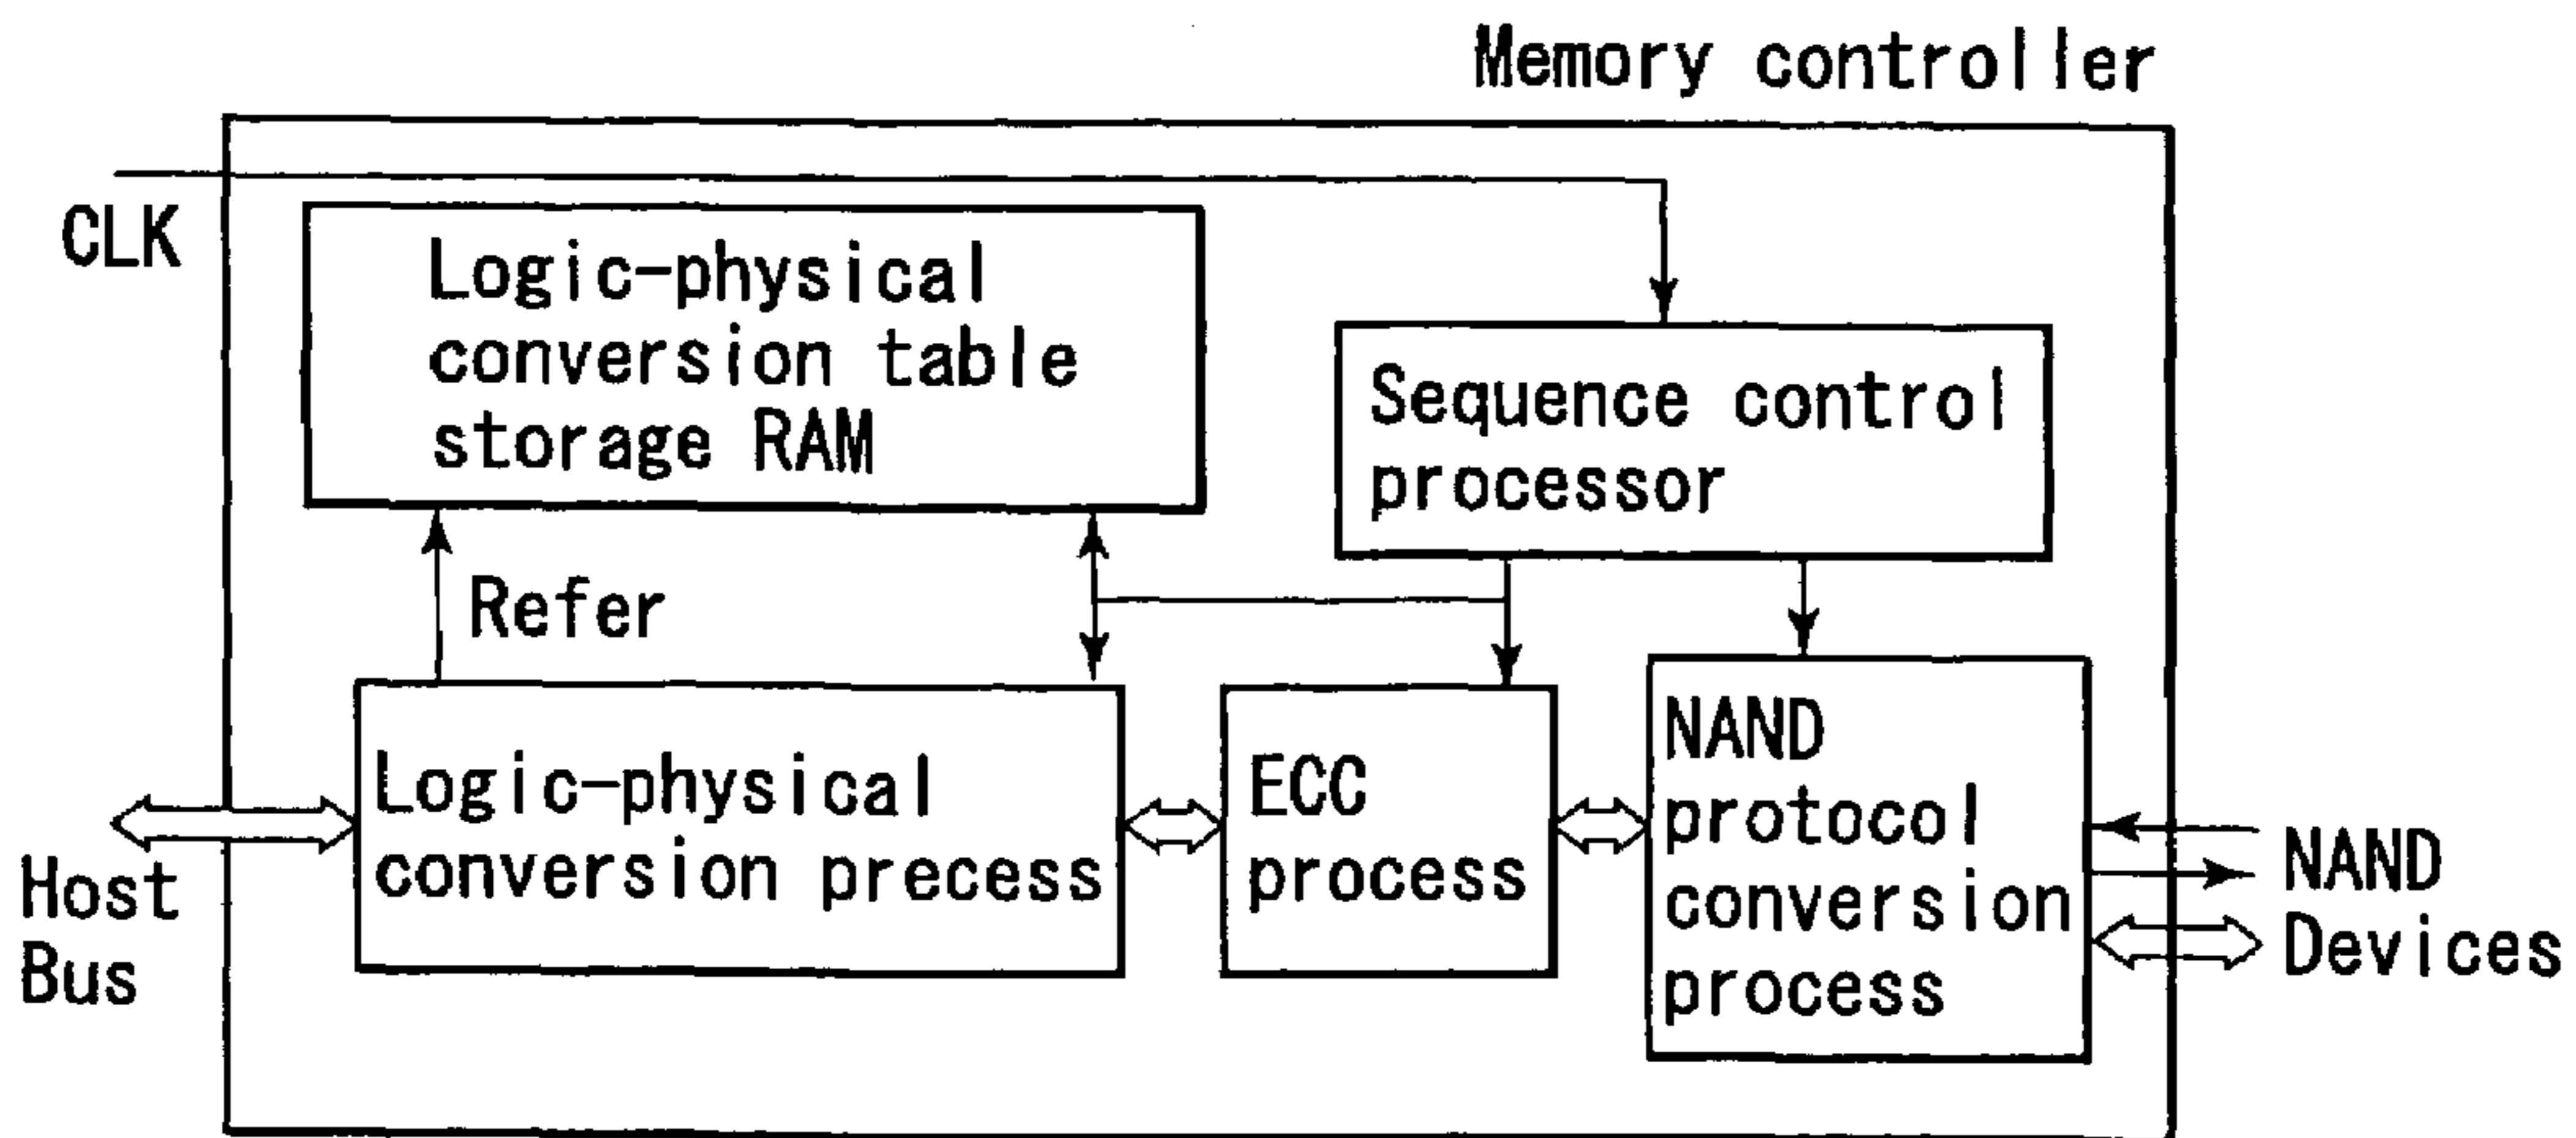 Memory controller
CLK
Logic-physical
conversion table
storage RAM
Sequence control
processor
Refer
Host
Bus
Logic-physical
conversion precess
ECC
process
NAND
protocol
conversion
process
NAND
Devices